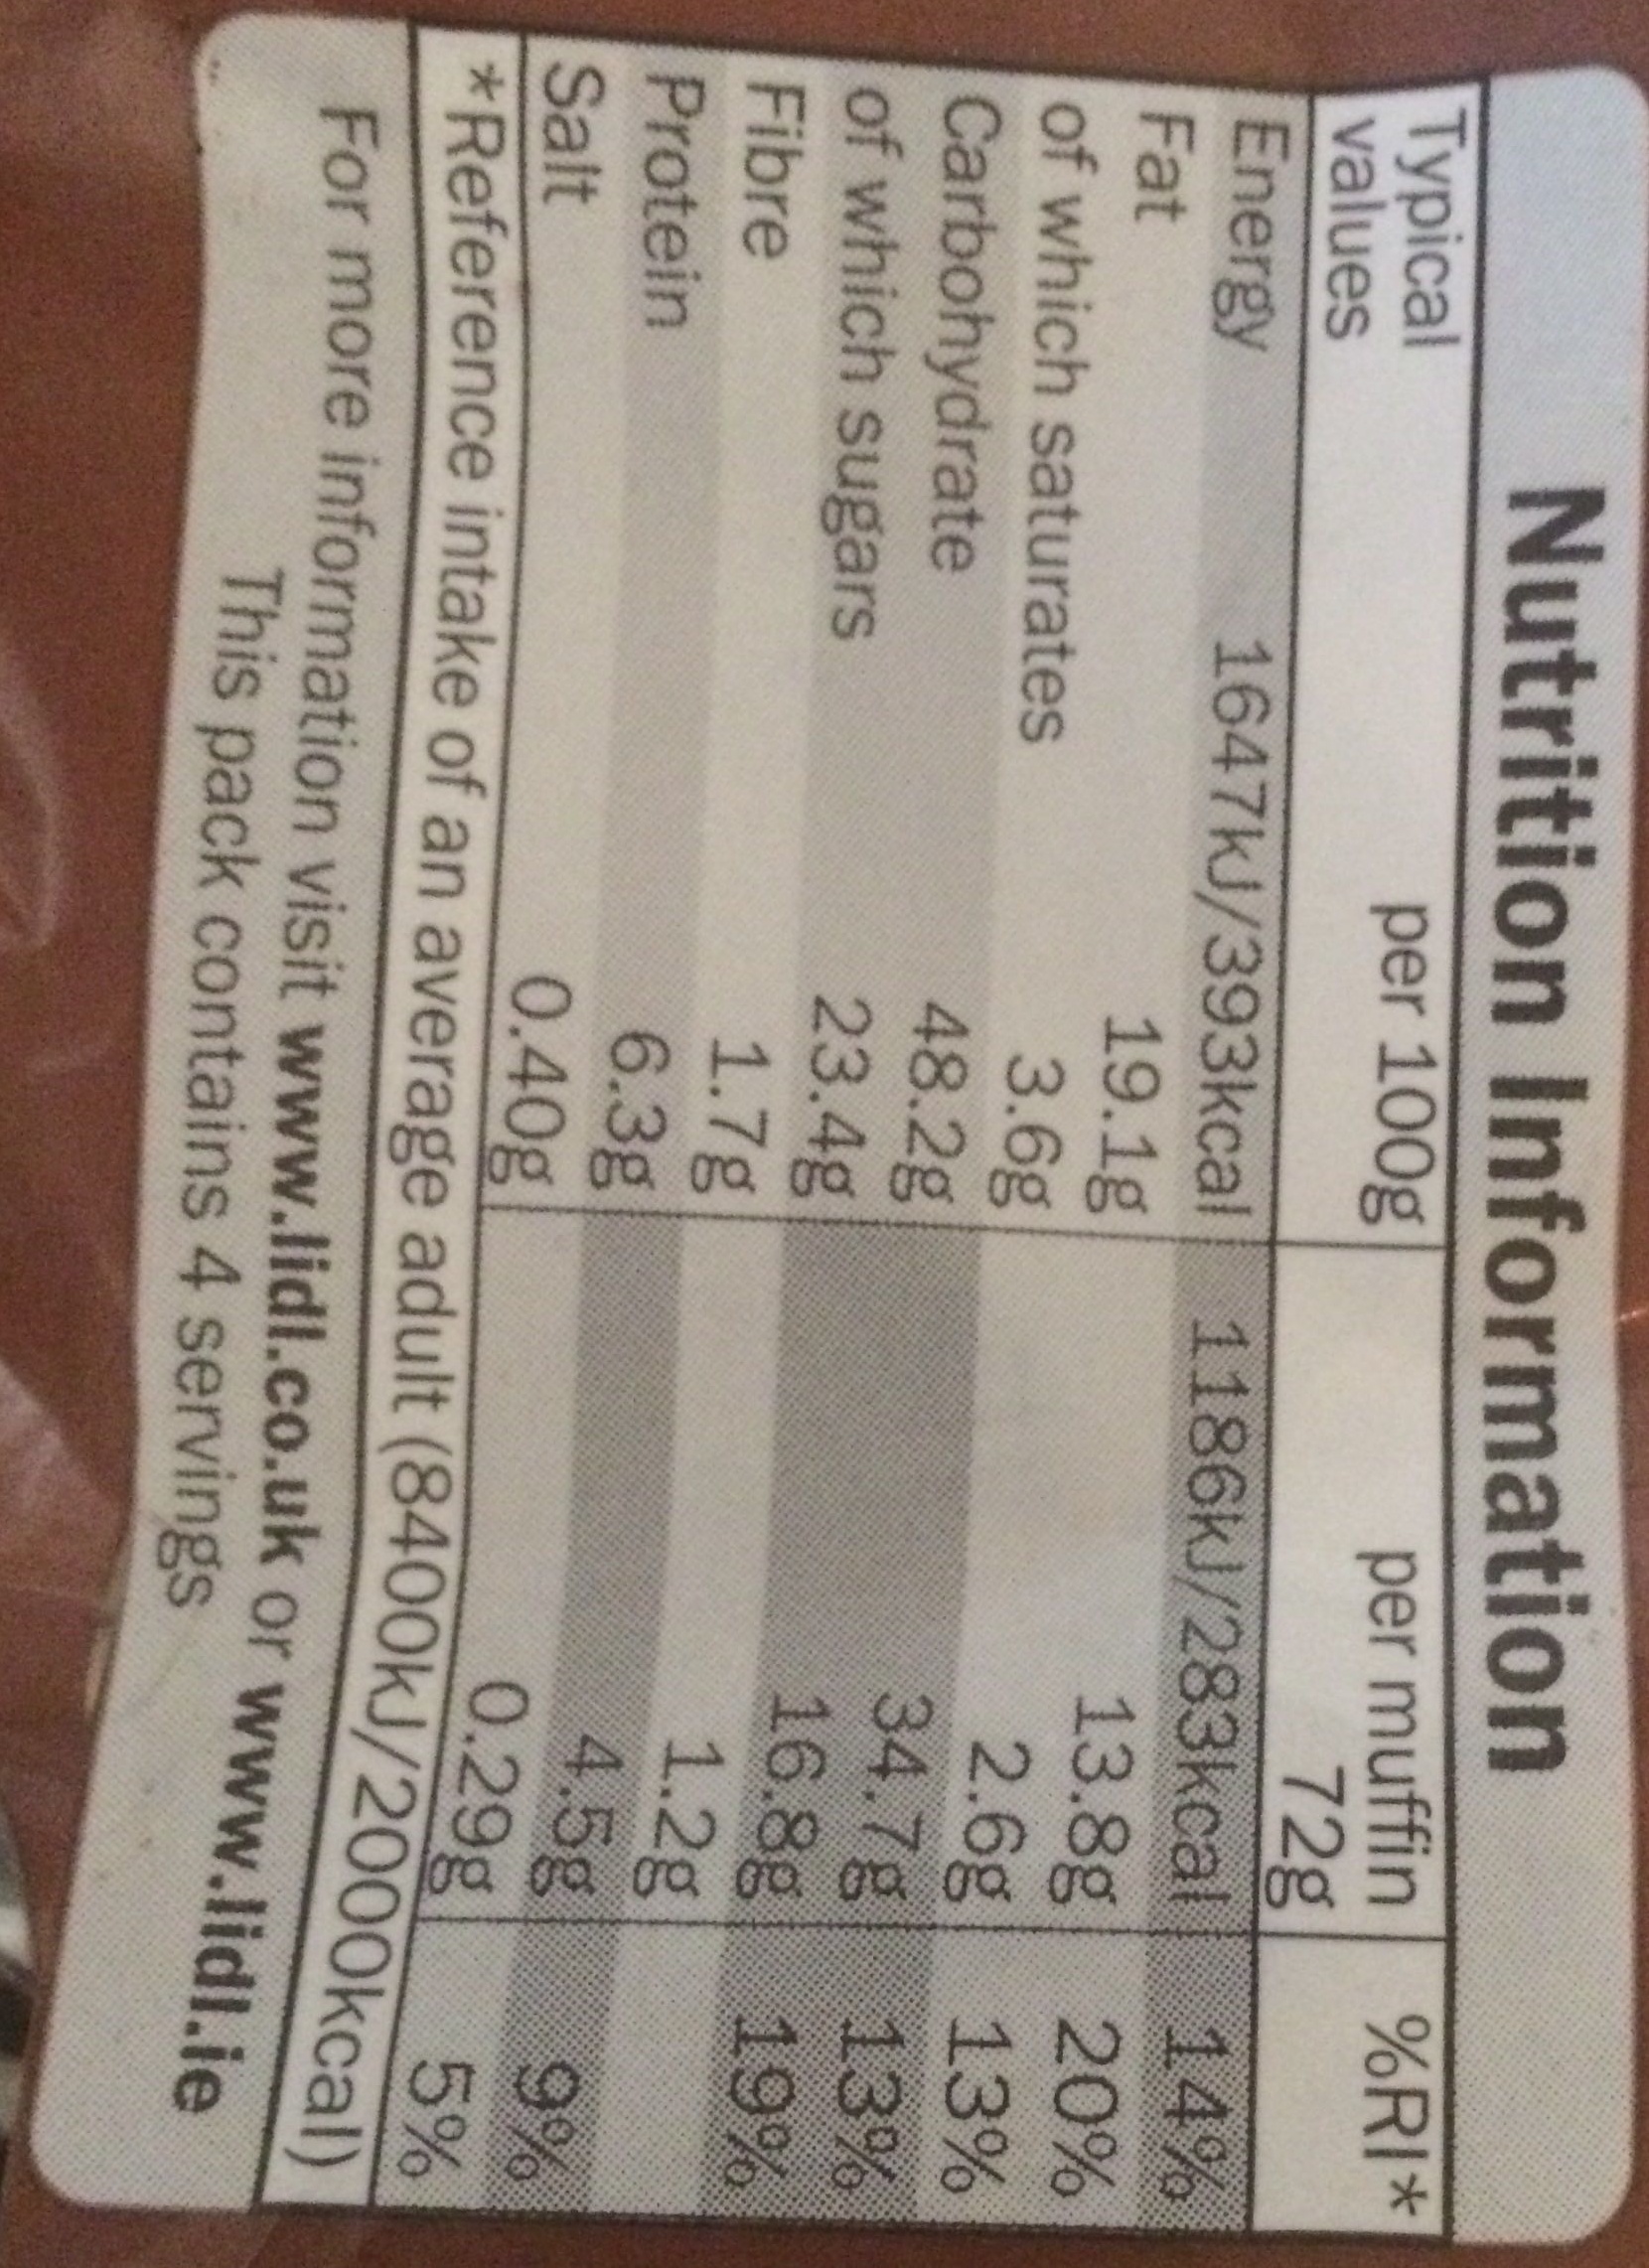 Nutrition Information
Typical values per 100g per muffin 72g %RI*
Energy 1647kJ/393kcal 1186kJ/283kcal 14%
Fat 19.1g 13.8g 20%
of which saturates 3.6g 2.6g 13%
Carbohydrate 48.2g 34.7g 13%
of which sugars 23.4g 16.8g 19%
Fibre 1.7g 1.2g
Protein 6.3g 4.5g 9%
Salt 0.40g 0.29g 5%
*Reference intake of an average adult (8400kJ/2000kcal)
For more information visit www.lidl.co.uk or www.lidl.ie
This pack contains 4 servings